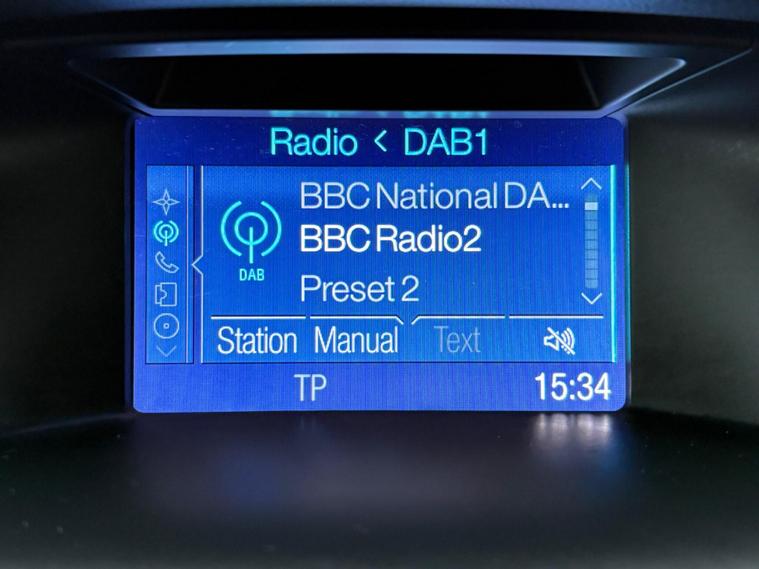 Radio < DAB1
BBC National DA...
BBC Radio2
DAB
Preset 2
Station Manual Text
TP 15:34